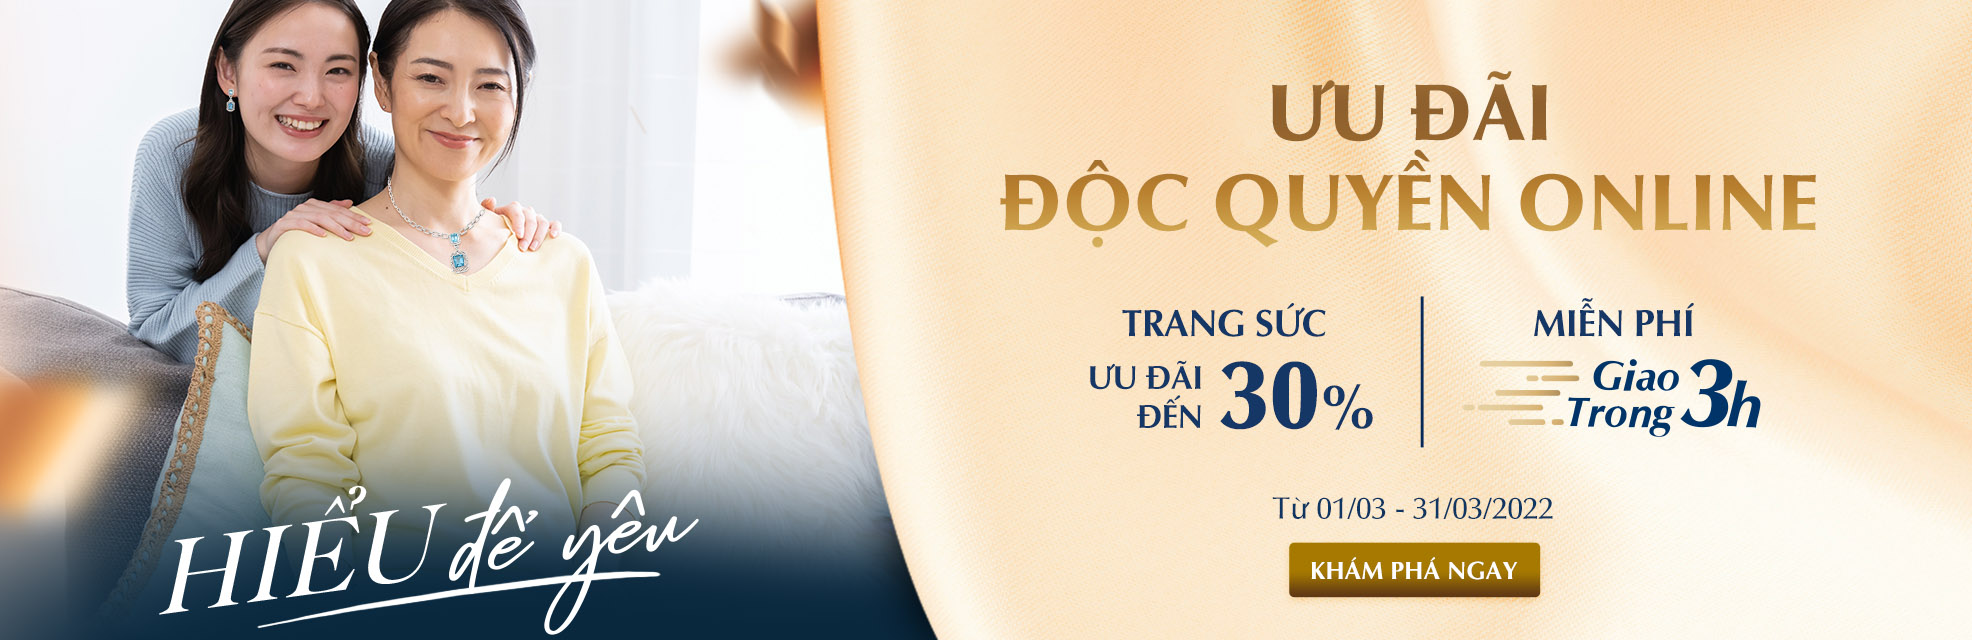 HIỂU để yêu
ƯU ĐÃI
ĐỘC QUYỀN ONLINE
TRANG SỨC
ƯU ĐÃI
ĐẾN 30%
MIỄN PHÍ
Giao
Trong 3h
Từ 01/03 - 31/03/2022
KHÁM PHÁ NGAY